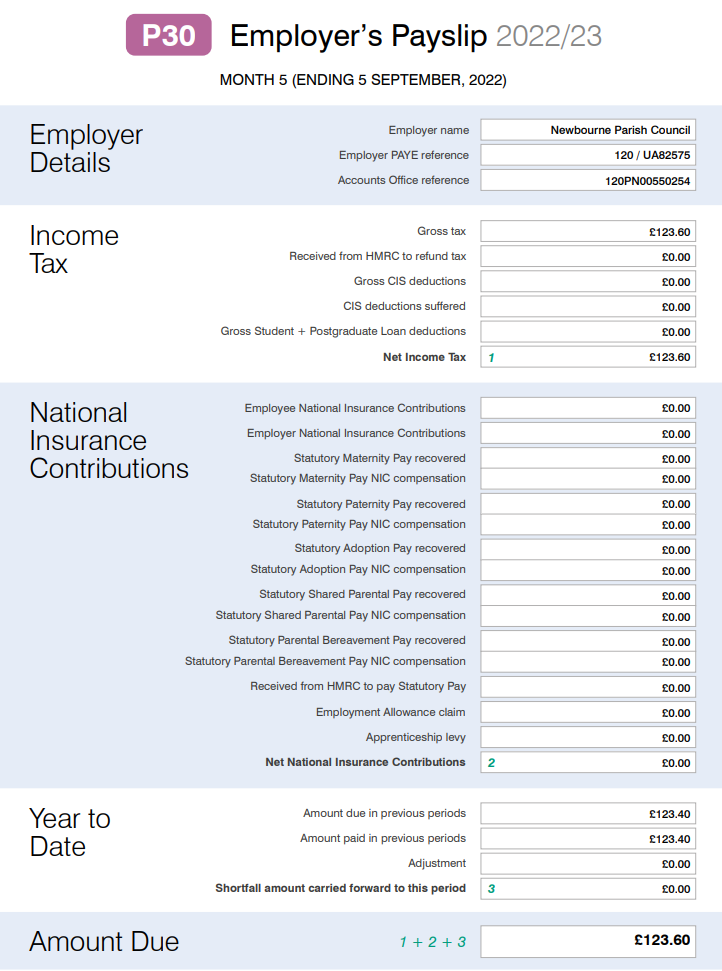 P30 Employer's Payslip 2022/23
MONTH 5 (ENDING 5 SEPTEMBER, 2022)
Employer Details
Employer name Newbourne Parish Council
Employer PAYE reference 120 / UA82575
Accounts Office reference 120PN00550254
Income Tax
Gross tax £123.60
Received from HMRC to refund tax £0.00
Gross CIS deductions £0.00
CIS deductions suffered £0.00
Gross Student + Postgraduate Loan deductions £0.00
Net Income Tax 1 £123.60
National Insurance Contributions
Employee National Insurance Contributions £0.00
Employer National Insurance Contributions £0.00
Statutory Maternity Pay recovered £0.00
Statutory Maternity Pay NIC compensation £0.00
Statutory Paternity Pay recovered £0.00
Statutory Paternity Pay NIC compensation £0.00
Statutory Adoption Pay recovered £0.00
Statutory Adoption Pay NIC compensation £0.00
Statutory Shared Parental Pay recovered £0.00
Statutory Shared Parental Pay NIC compensation £0.00
Statutory Parental Bereavement Pay recovered £0.00
Statutory Parental Bereavement Pay NIC compensation £0.00
Received from HMRC to pay Statutory Pay £0.00
Employment Allowance claim £0.00
Apprenticeship levy £0.00
Net National Insurance Contributions 2 £0.00
Year to Date
Amount due in previous periods £123.40
Amount paid in previous periods £123.40
Adjustment £0.00
Shortfall amount carried forward to this period 3 £0.00
Amount Due 1 + 2 + 3 £123.60